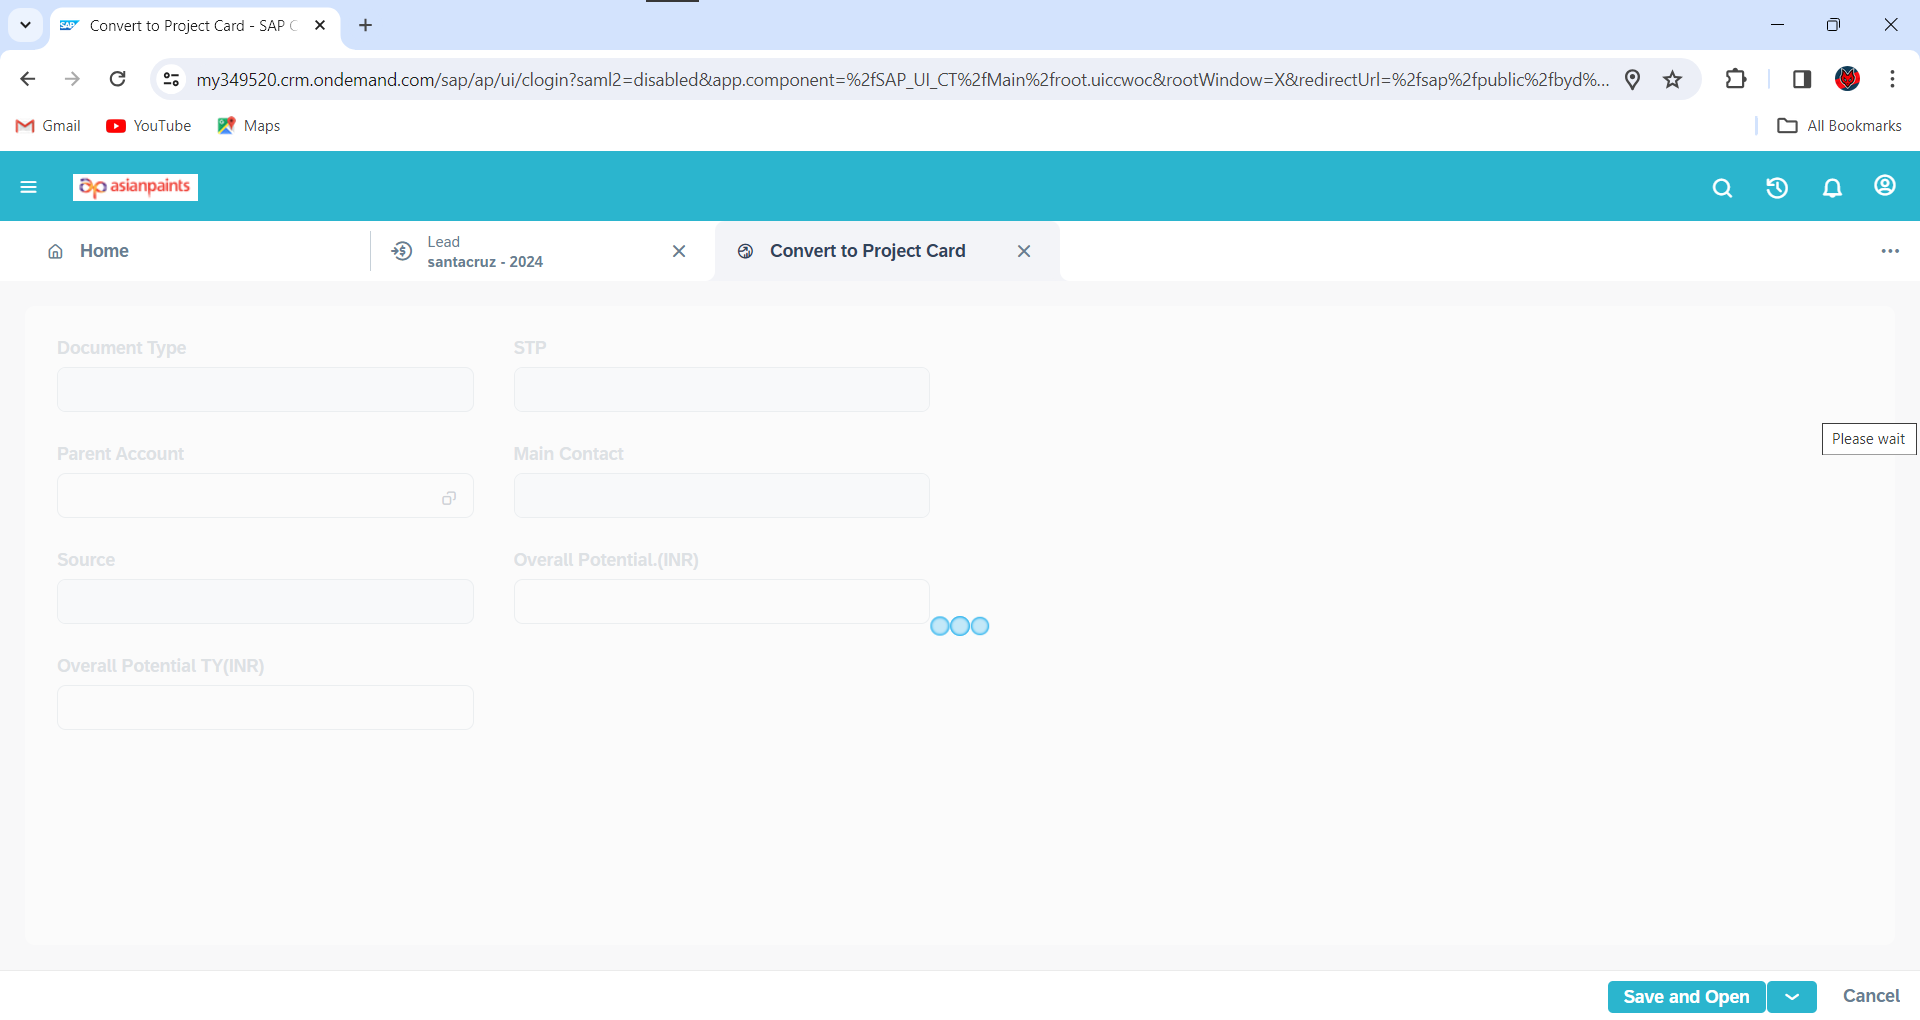 Convert to Project Card - SAP C
my349520.crm.ondemand.com/sap/ap/ui/clogin?saml2=disabled&app.component=%2fSAP_UI_CT%2fMain%2froot.uiccwoc&rootWindow=X&redirectUrl=%2fsap%2fpublic%2fbyd%...
Gmail
YouTube
Maps
All Bookmarks
ap asianpaints
Home
Lead
santacruz - 2024
Convert to Project Card
Document Type
STP
Please wait
Parent Account
Main Contact
Source
Overall Potential.(INR)
Overall Potential TY(INR)
Save and Open
Cancel